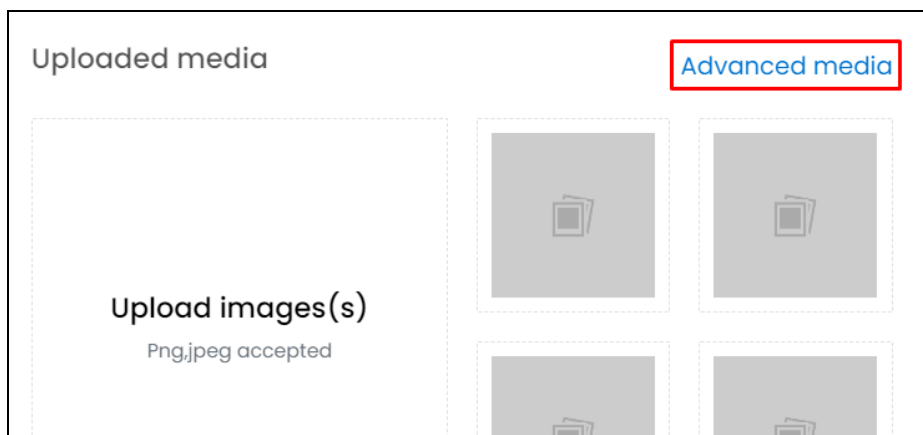 Uploaded media
Advanced media
Upload images(s)
Png,jpeg accepted